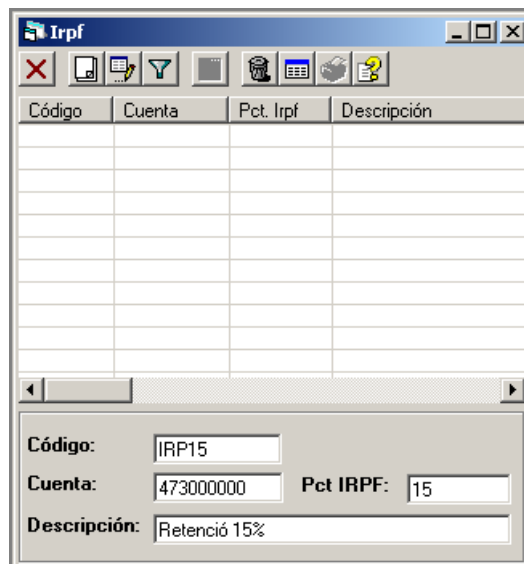 Irpf
Código Cuenta Pct. Irpf Descripción
Código: IRP15
Cuenta: 473000000 Pct IRPF: 15
Descripción: Retenció 15%